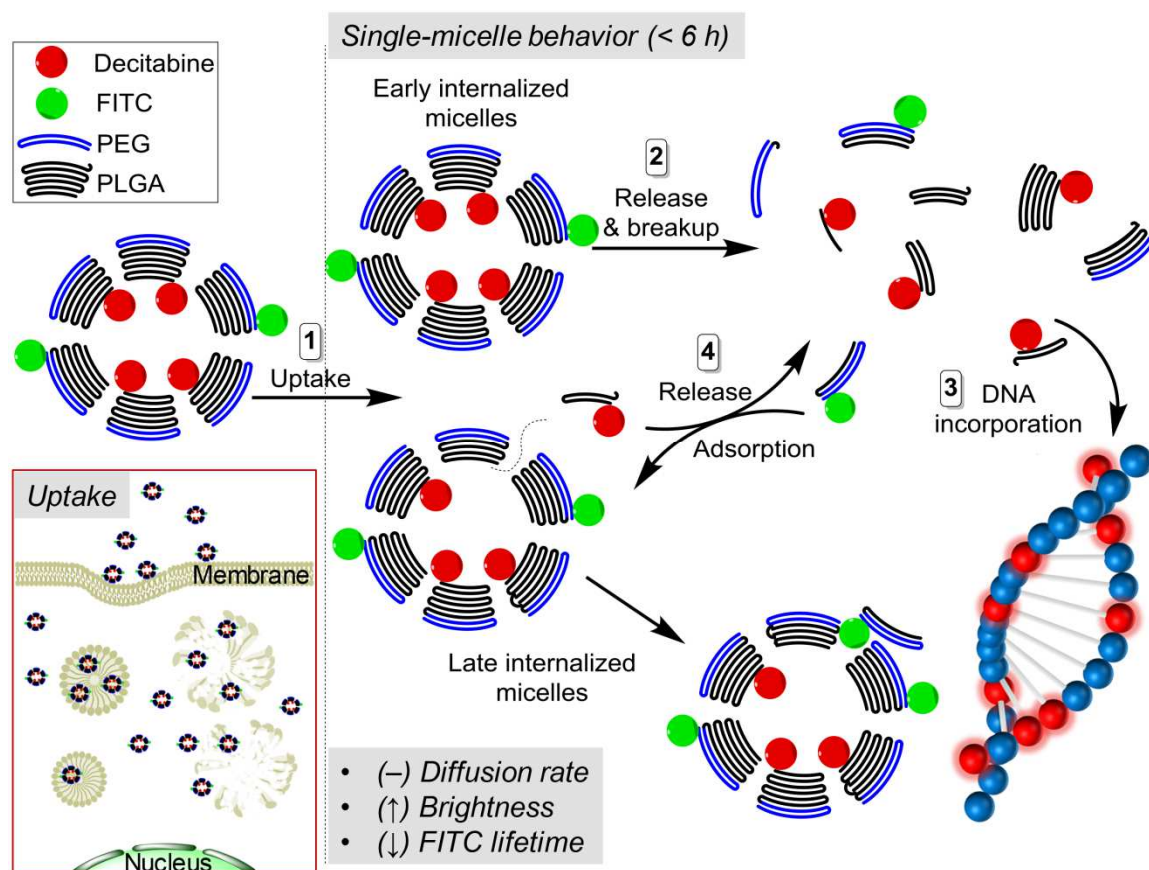 Single-micelle behavior (< 6 h)
Decitabine
FITC
PEG
PLGA
Early internalized
micelles
2
Release
& breakup
1
Uptake
4
Release
Adsorption
3
DNA
incorporation
Uptake
Membrane
Nucleus
Late internalized
micelles
• (–) Diffusion rate
• (↑) Brightness
• (↓) FITC lifetime